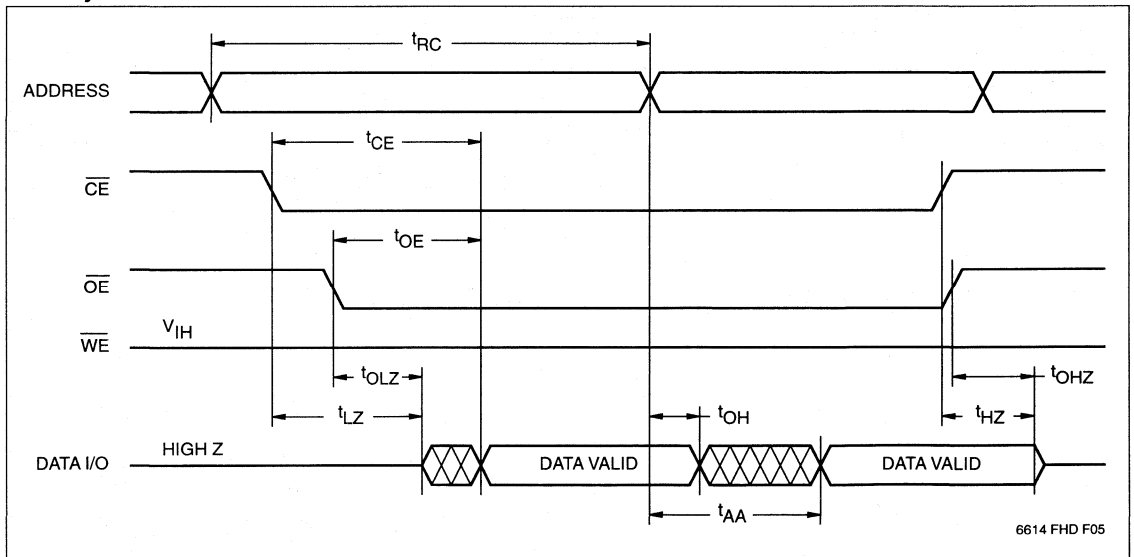 tRC
ADDRESS
tCE
CE
tOE
OE
VIH
WE
tOLZ
tOHZ
tLZ
tOH
tHZ
HIGH Z
DATA I/O
DATA VALID
DATA VALID
tAA
6614 FHD F05